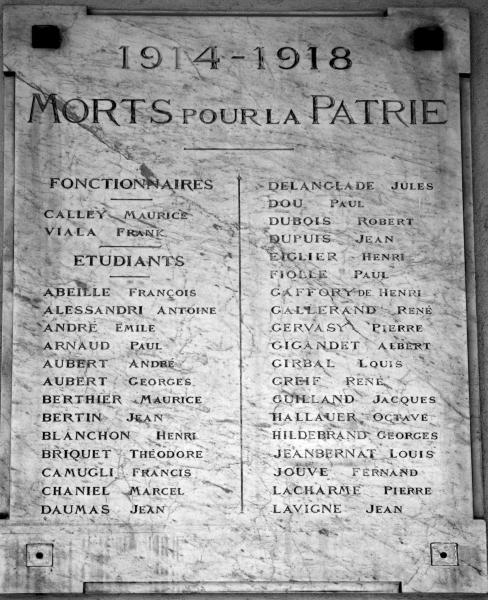 1914-1918
MORTS POUR LA PATRIE
FONCTIONNAIRES
CALLEY MAURICE
VIALA FRANK
ETUDIANTS
ABEILLE FRANÇOIS
ALESSANDRI ANTOINE
ANDRÉ EMILE
ARNAUD PAUL
AUBERT ANDRÉ
AUBERT GEORGES
BERTHIER MAURICE
BERTIN JEAN
BLANCHON HENRI
BRIQUET THÉODORE
CAMUGLI FRANCIS
CHANIEL MARCEL
DAUMAS JEAN
DELANGLADE JULES
DOU PAUL
DUBOIS ROBERT
DUPUIS JEAN
EIGLIER HENRI
FIOLLE PAUL
GAFFORY DE HENRI
GALLERAND RENÉ
GERVASY PIERRE
GIGANDET ALBERT
GIRBAL LOUIS
GREIF RENÉ
GUILLAND JACQUES
HALLAUER OCTAVE
HILDEBRAND GEORGES
JEANBERNAT LOUIS
JOUVE FERNAND
LACHARME PIERRE
LAVIGNE JEAN